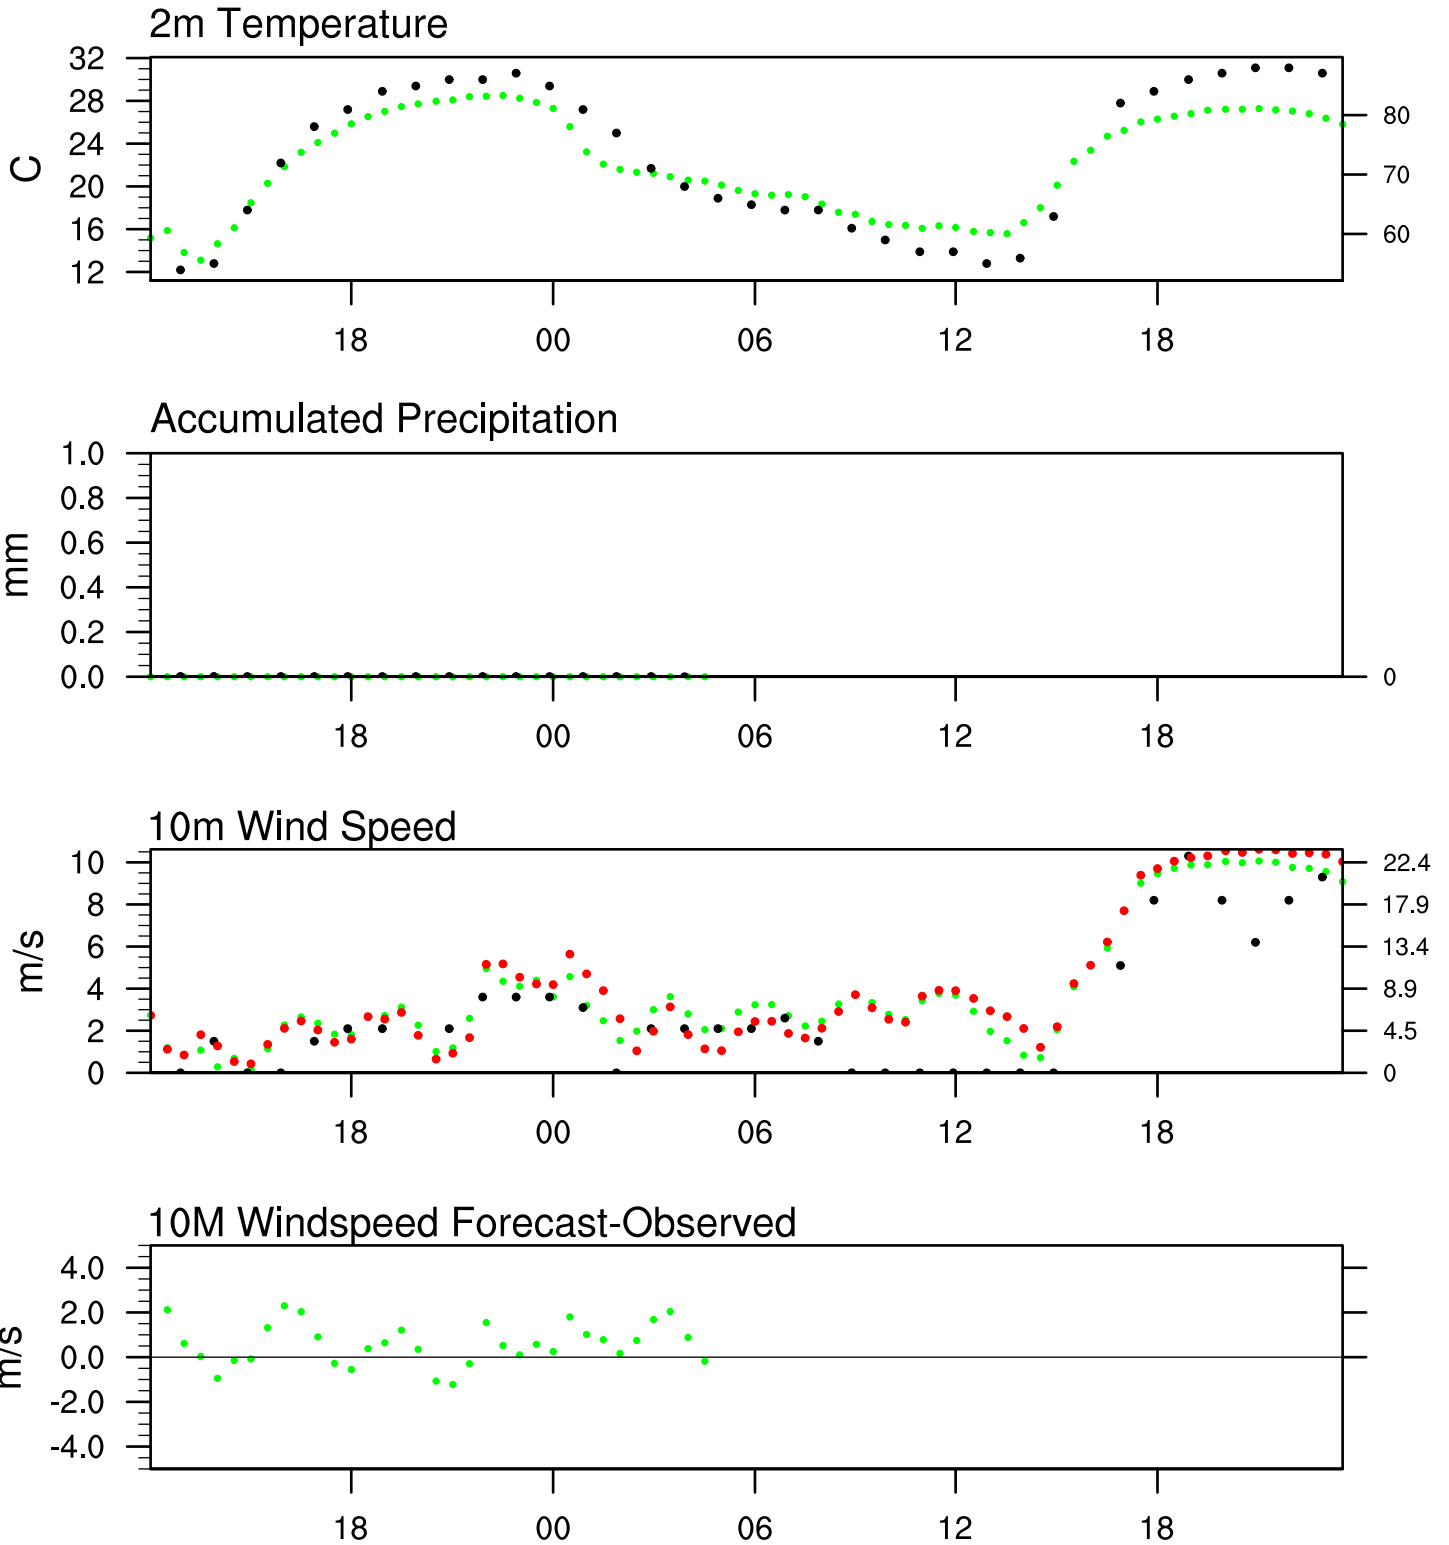 2m Temperature
32
28
24
20
16
12
C
80
70
60
18 00 06 12 18
Accumulated Precipitation
1.0
0.8
0.6
0.4
0.2
0.0
mm
0
18 00 06 12 18
10m Wind Speed
10
8
6
4
2
0
m/s
22.4
17.9
13.4
8.9
4.5
0
18 00 06 12 18
10M Windspeed Forecast-Observed
4.0
2.0
0.0
-2.0
-4.0
m/s
18 00 06 12 18